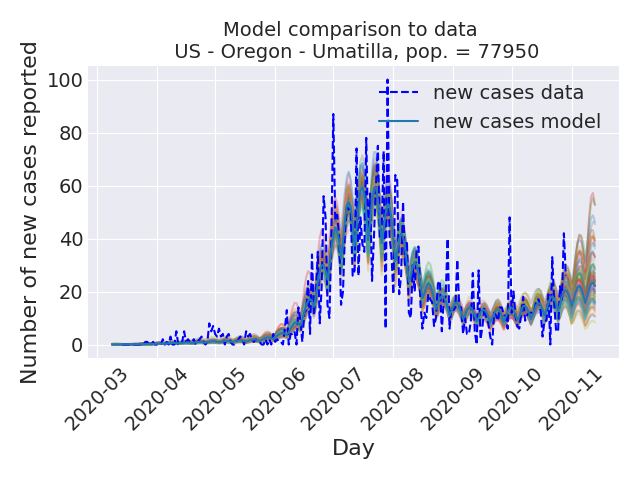 Model comparison to data
US - Oregon - Umatilla, pop. = 77950
Number of new cases reported
100
80
60
40
20
0
new cases data
new cases model
2020-03
2020-04
2020-05
2020-06
2020-07
2020-08
2020-09
2020-10
2020-11
Day